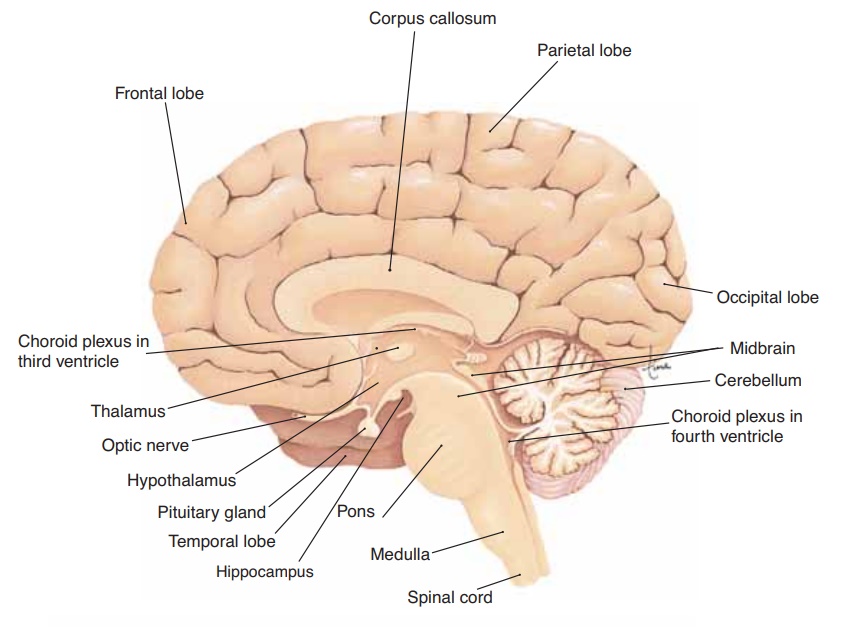 Corpus callosum
Parietal lobe
Frontal lobe
Occipital lobe
Choroid plexus in
third ventricle
Midbrain
Cerebellum
Thalamus
Choroid plexus in
fourth ventricle
Optic nerve
Hypothalamus
Pituitary gland
Pons
Temporal lobe
Medulla
Hippocampus
Spinal cord